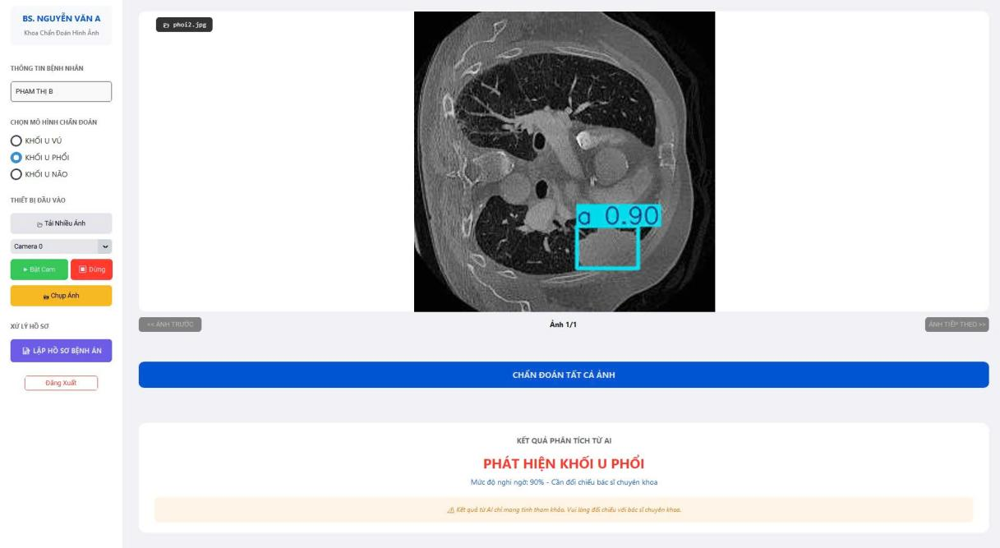 BS. NGUYỄN VĂN A
Khoa Chẩn Đoán Hình Ảnh
THÔNG TIN BỆNH NHÂN
PHẠM THỊ B
CHỌN MÔ HÌNH CHẨN ĐOÁN
KHỐI U VÚ
KHỐI U PHỔI
KHỐI U NÃO
THIẾT BỊ ĐẦU VÀO
Tải Nhiều Ảnh
Camera 0
Bật Cam
Dừng
Chụp Ảnh
XỬ LÝ HỒ SƠ
LẬP HỒ SƠ BỆNH ÁN
Đăng Xuất
phoi2.jpg
a 0.90
<< ẢNH TRƯỚC
Ảnh 1/1
ẢNH TIẾP THEO >>
CHẨN ĐOÁN TẤT CẢ ẢNH
KẾT QUẢ PHÂN TÍCH TỪ AI
PHÁT HIỆN KHỐI U PHỔI
Mức độ nghi ngờ: 90% - Cần đối chiếu bác sĩ chuyên khoa
⚠ Kết quả từ AI chỉ mang tính tham khảo. Vui lòng đối chiếu với bác sĩ chuyên khoa.